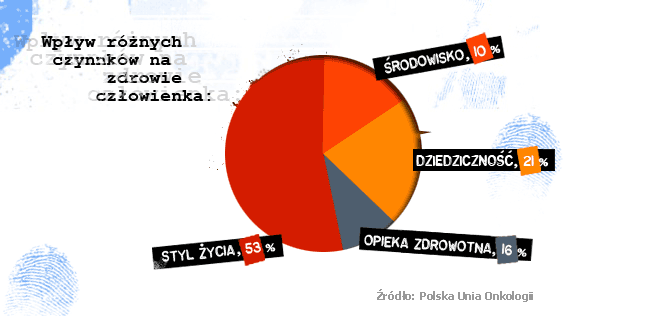 Wpływ różnych
czynnków na
zdrowie
człowienka:
ŚRODOWISKO, 10 %
DZIEDZICZNOŚĆ, 21 %
OPIEKA ZDROWOTNA, 16 %
STYL ŻYCIA, 53 %
Źródło: Polska Unia Onkologii